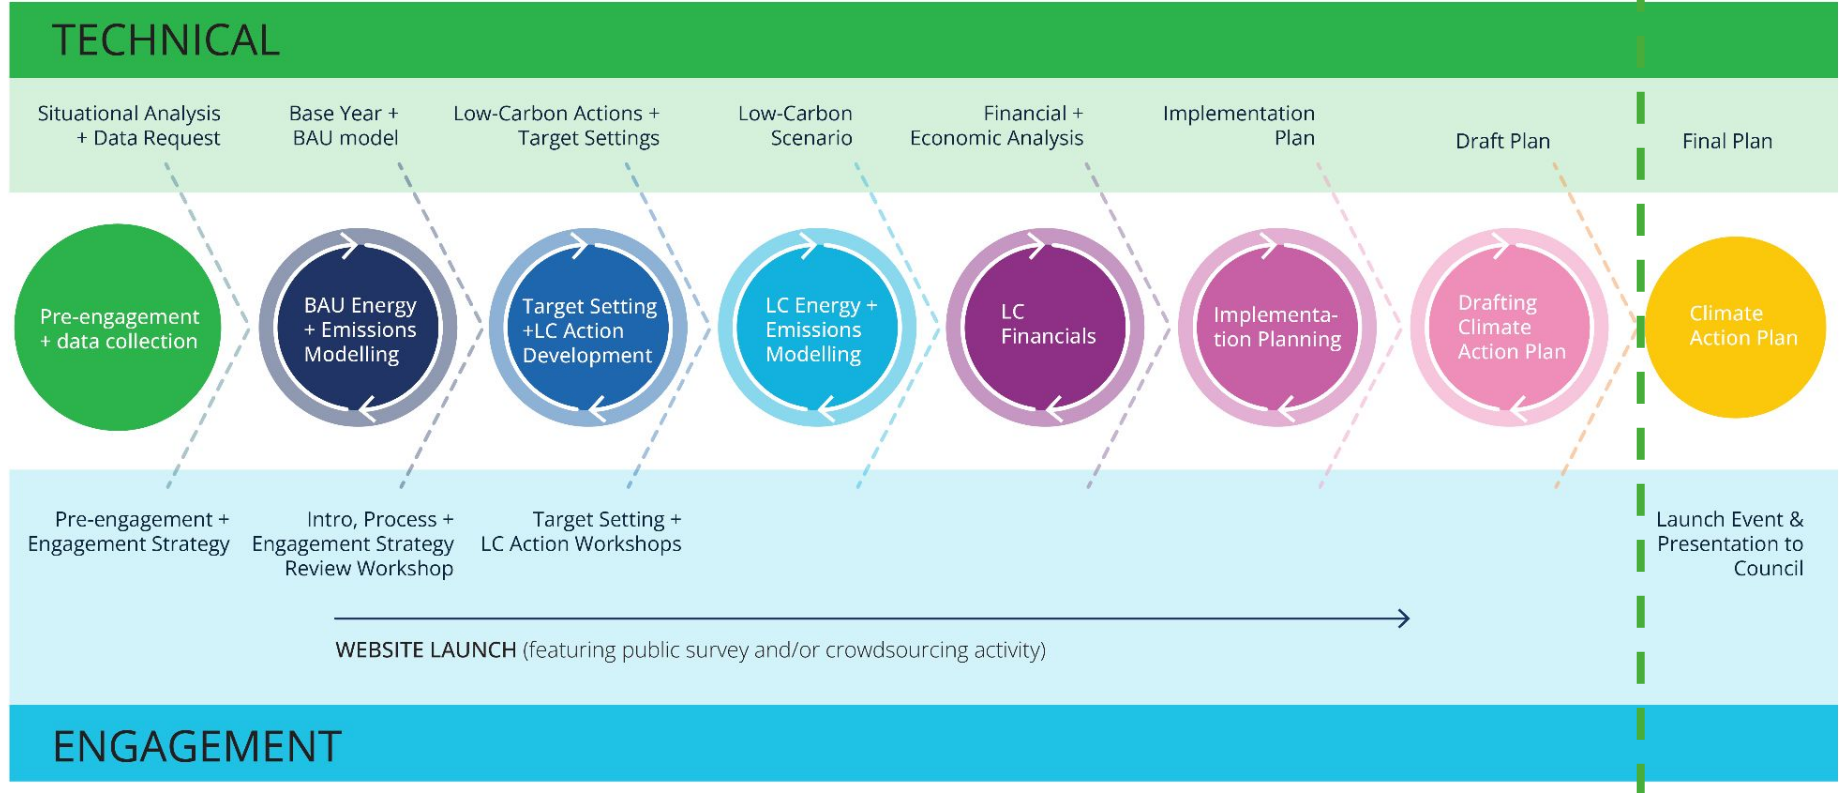 TECHNICAL
Situational Analysis
+ Data Request
Base Year +
BAU model
Low-Carbon Actions +
Target Settings
Low-Carbon
Scenario
Financial +
Economic Analysis
Implementation
Plan
Draft Plan
Final Plan
Pre-engagement
+ data collection
BAU Energy
+ Emissions
Modelling
Target Setting
+LC Action
Development
LC Energy +
Emissions
Modelling
LC
Financials
Implementa-
tion Planning
Drafting
Climate
Action Plan
Climate
Action Plan
Pre-engagement +
Engagement Strategy
Intro, Process +
Engagement Strategy
Review Workshop
Target Setting +
LC Action Workshops
Launch Event &
Presentation to
Council
WEBSITE LAUNCH (featuring public survey and/or crowdsourcing activity)
ENGAGEMENT